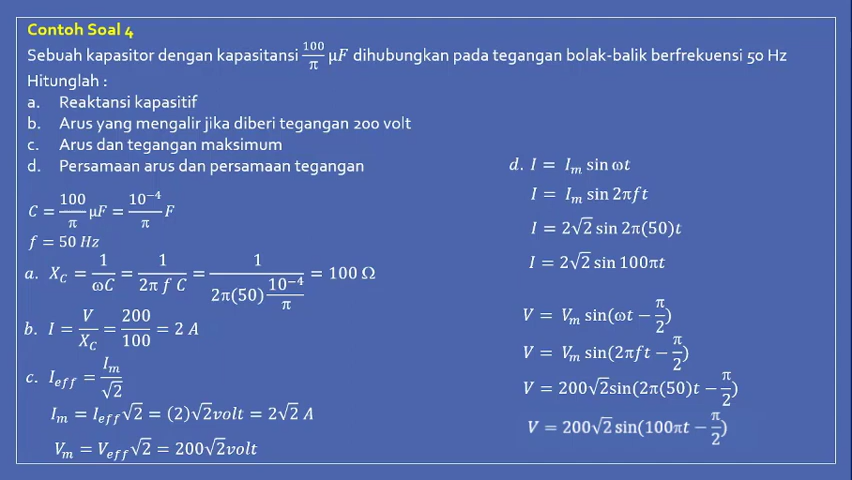 Contoh Soal 4
Sebuah kapasitor dengan kapasitansi 100/π μF dihubungkan pada tegangan bolak-balik berfrekuensi 50 Hz
Hitunglah :
a. Reaktansi kapasitif
b. Arus yang mengalir jika diberi tegangan 200 volt
c. Arus dan tegangan maksimum
d. Persamaan arus dan persamaan tegangan
C = 100/π μF = 10⁻⁴/π F
f = 50 Hz
a. X_C = 1/ωC = 1/(2π f C) = 1/(2π(50) 10⁻⁴/π) = 100 Ω
b. I = V/X_C = 200/100 = 2 A
c. I_eff = I_m/√2
I_m = I_eff√2 = (2)√2volt = 2√2 A
V_m = V_eff√2 = 200√2volt
d. I = I_m sin ωt
I = I_m sin 2πft
I = 2√2 sin 2π(50)t
I = 2√2 sin 100πt
V = V_m sin(ωt − π/2)
V = V_m sin(2πft − π/2)
V = 200√2sin(2π(50)t − π/2)
V = 200√2 sin(100πt − π/2)